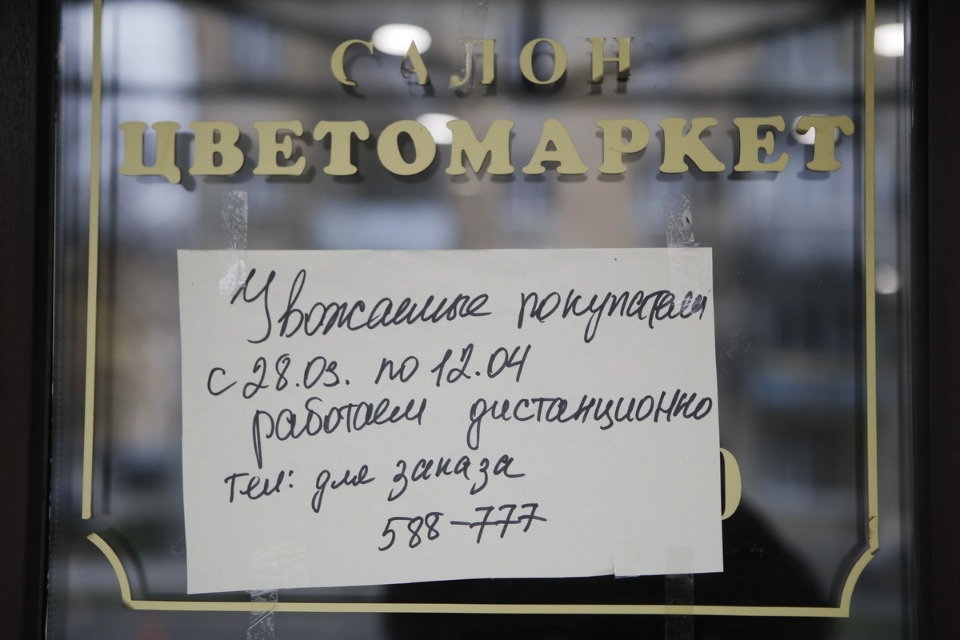 САЛОН
ЦВЕТОМАРКЕТ
Уважаемые покупатели
с 28.03. по 12.04
работаем дистанционно
тел: для заказа
588-777